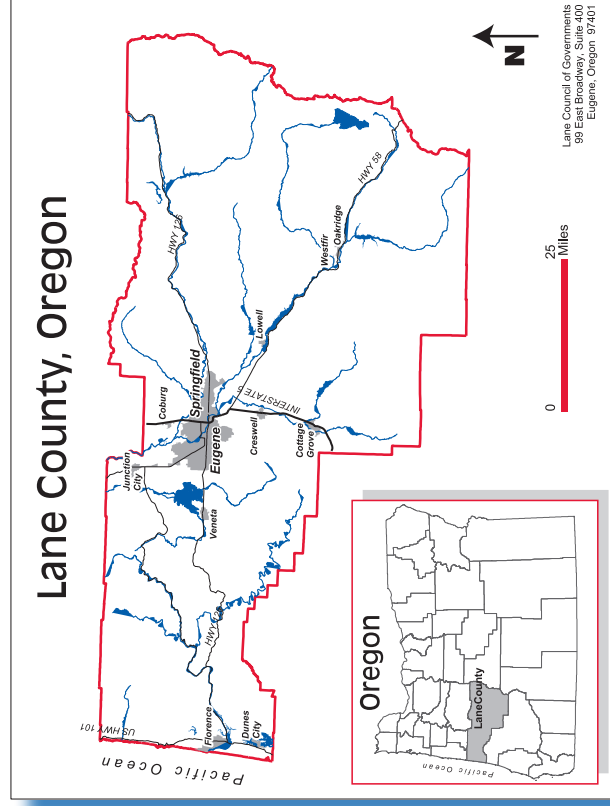 Lane County, Oregon
N
Lane Council of Governments
99 East Broadway, Suite 400
Eugene, Oregon 97401
0
25
Miles
Pacific Ocean
US HWY 101
Florence
Dunes
City
HWY 126
Junction
City
Veneta
Coburg
Eugene
Springfield
Creswell
Cottage
Grove
INTERSTATE 5
Lowell
HWY 126
Westfir
Oakridge
HWY 58
Oregon
Pacific Ocean
LaneCounty